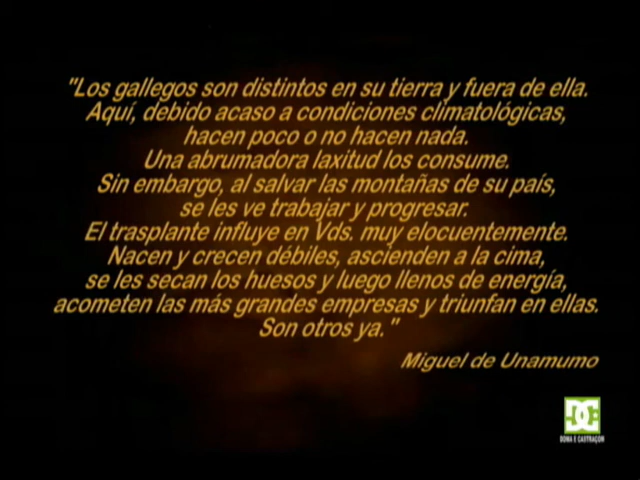 "Los gallegos son distintos en su tierra y fuera de ella.
Aquí, debido acaso a condiciones climatológicas,
hacen poco o no hacen nada.
Una abrumadora laxitud los consume.
Sin embargo, al salvar las montañas de su país,
se les ve trabajar y progresar.
El trasplante influye en Vds. muy elocuentemente.
Nacen y crecen débiles, ascienden a la cima,
se les secan los huesos y luego llenos de energía,
acometen las más grandes empresas y triunfan en ellas.
Son otros ya."
Miguel de Unamumo
DC
DOMA E CASTRAÇOR